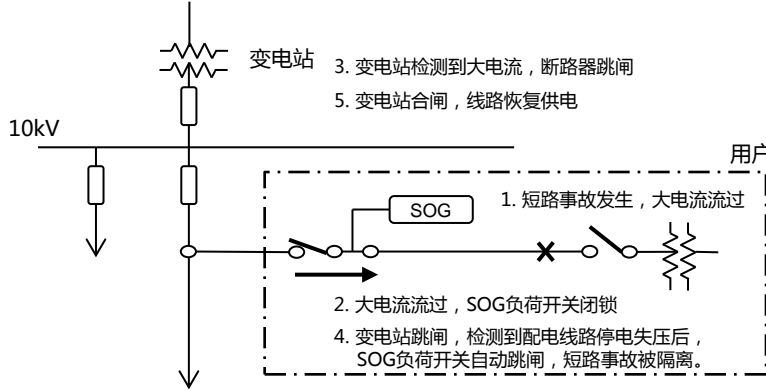 变电站
3. 变电站检测到大电流，断路器跳闸
5. 变电站合闸，线路恢复供电
10kV
用户
SOG
1. 短路事故发生，大电流流过
2. 大电流流过，SOG负荷开关闭锁
4. 变电站跳闸，检测到配电线路停电失压后，
SOG负荷开关自动跳闸，短路事故被隔离。